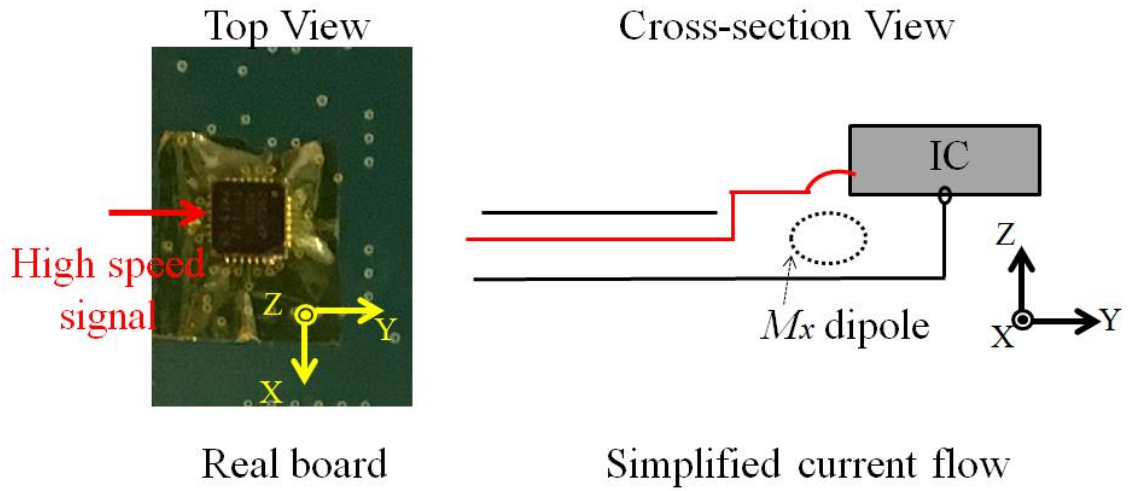 Top View
Cross-section View
High speed
signal
Z
Y
X
IC
Mx dipole
Z
X
Y
Real board
Simplified current flow